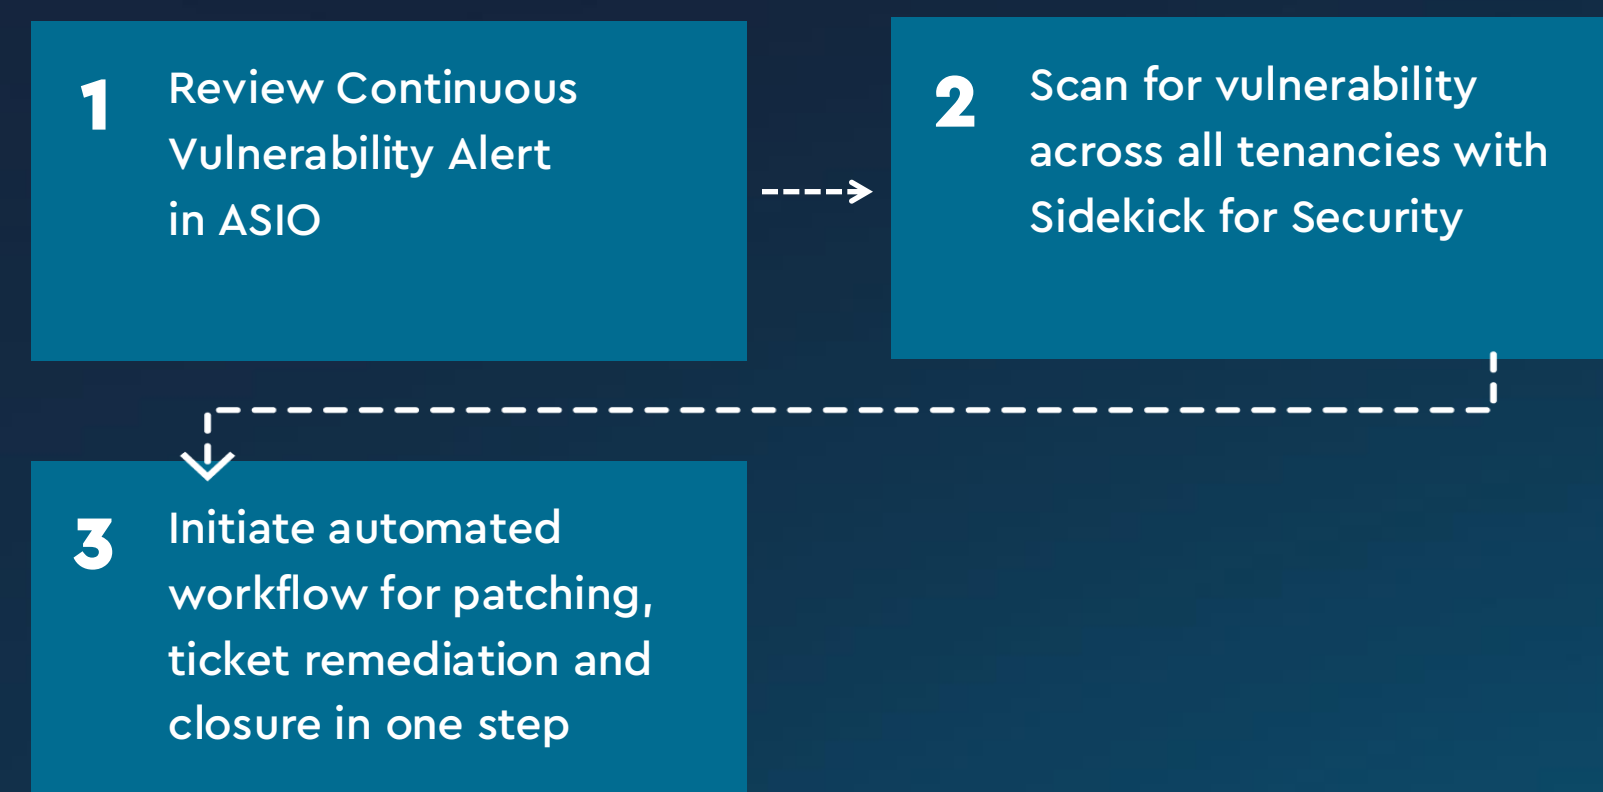 1
Review Continuous
Vulnerability Alert
in ASIO
2
Scan for vulnerability
across all tenancies with
Sidekick for Security
3
Initiate automated
workflow for patching,
ticket remediation and
closure in one step